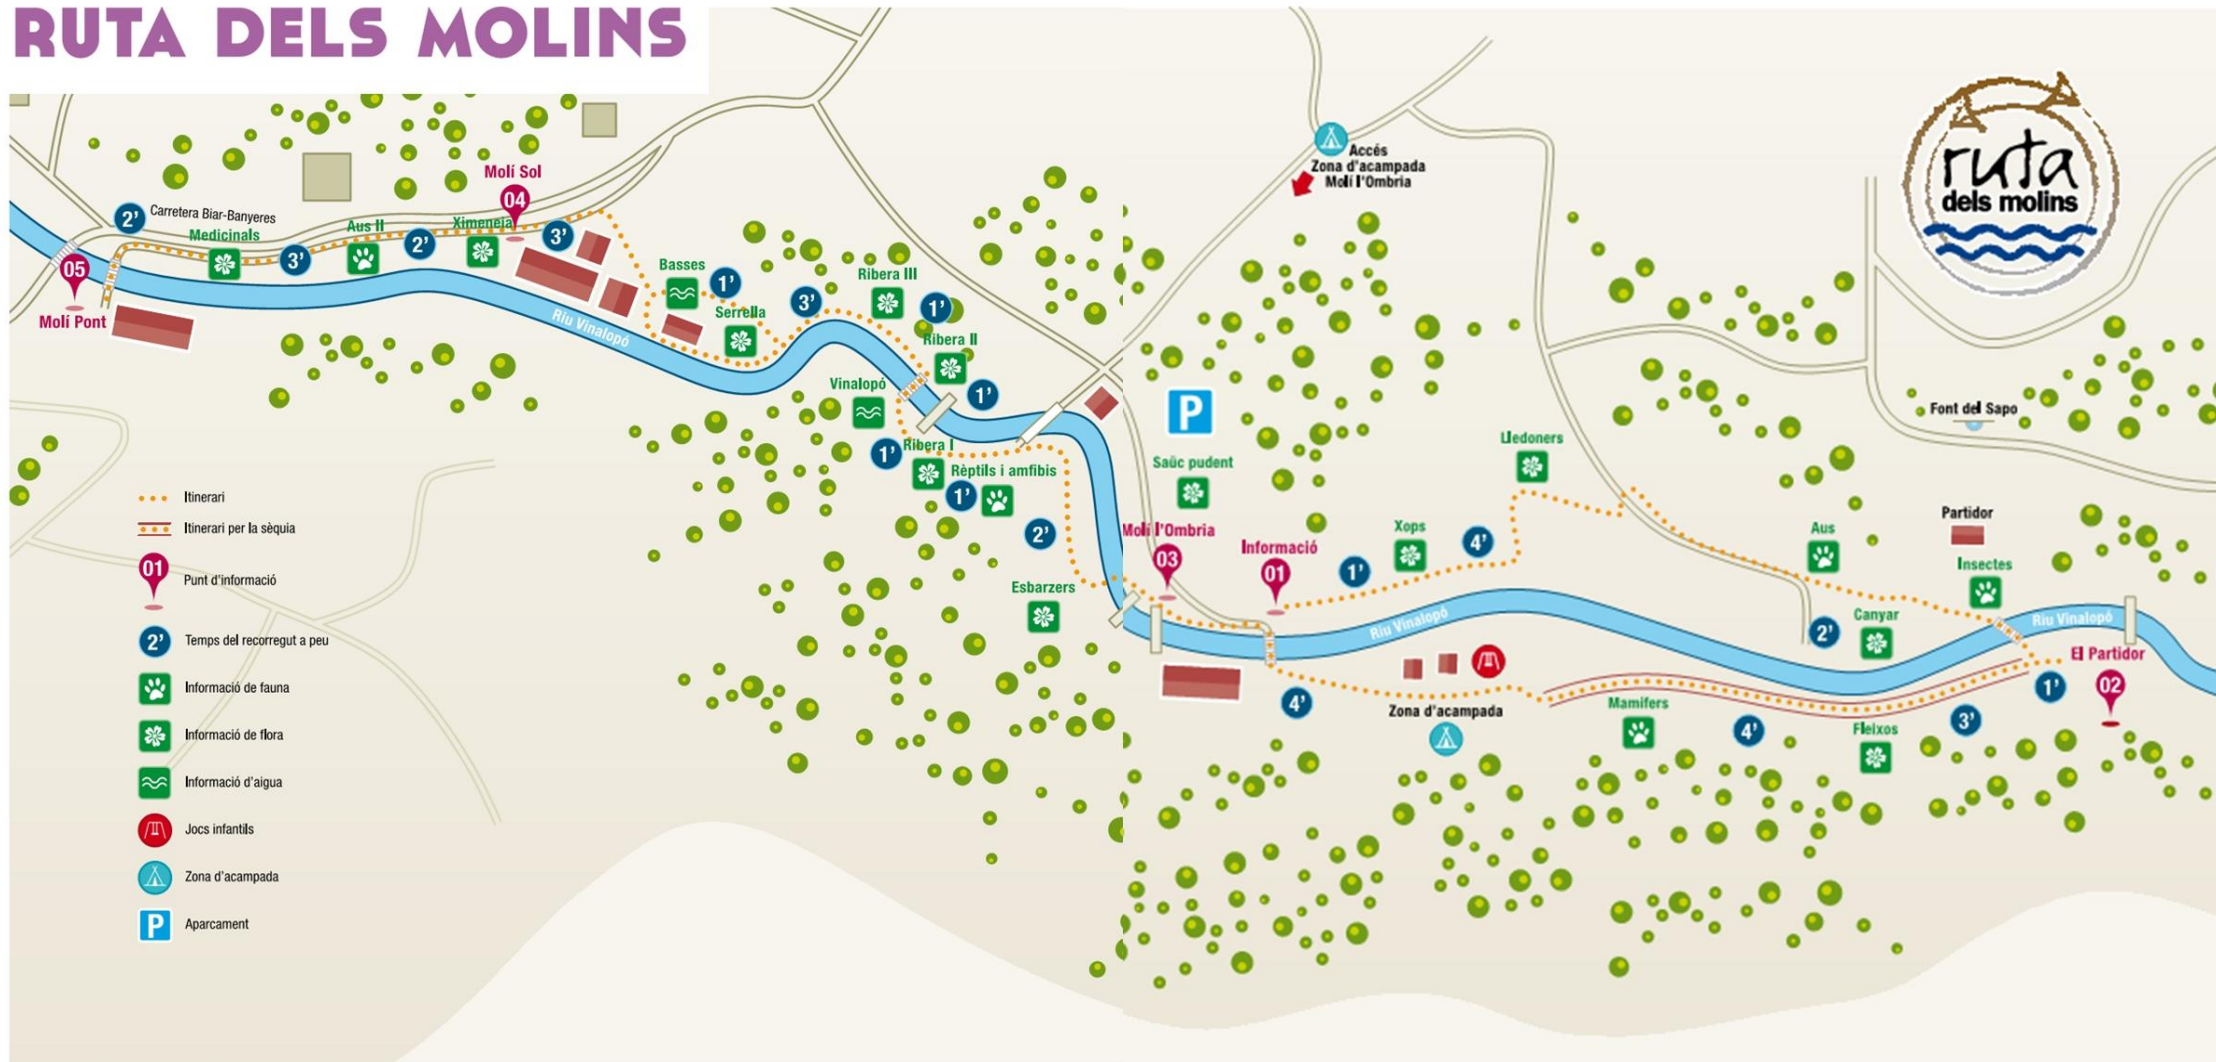 RUTA DELS MOLINS
ruta
dels molins
Accés
Zona d'acampada
Molí l'Ombria
Molí Sol
04
2'
Carretera Biar-Banyeres
Medicinals
3'
Aus II
2'
Ximeneia
3'
05
Molí Pont
Riu Vinalopó
Basses
1'
Serrella
3'
Ribera III
1'
Ribera II
1'
Vinalopó
1'
Ribera I
1'
Rèptils i amfibis
2'
Esbarzers
P
Saüc pudent
Molí l'Ombria
03
Informació
01
1'
Xops
4'
Lledoners
Riu Vinalopó
Font del Sapo
Partidor
Aus
Insectes
2'
Canyar
Riu Vinalopó
El Partidor
02
1'
3'
Fleixos
4'
Mamifers
Zona d'acampada
4'
Itinerari
Itinerari per la sèquia
01
Punt d'informació
2'
Temps del recorregut a peu
Informació de fauna
Informació de flora
Informació d'aigua
Jocs infantils
Zona d'acampada
P
Aparcament